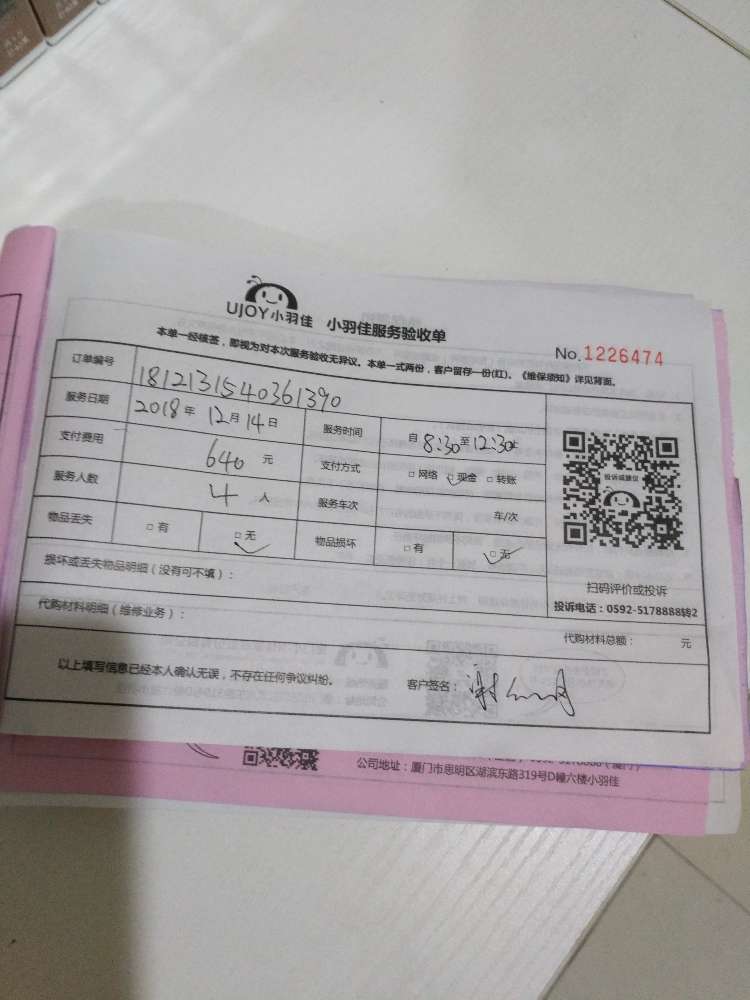 UJOY小羽佳 小羽佳服务验收单
No.1226474
本单一经核签，即视为对本次服务验收无异议。本单一式两份，客户留存一份(红)。《维保须知》详见背面。
订单编号 1812131540361390
服务日期 2018年12月14日 服务时间 自8:30至12:30止
支付费用 640元 支付方式 □网络 □现金 □转账
服务人数 4人 服务车次 车/次
物品丢失 □有 □无 物品损坏 □有 □无
投诉或建议
扫码评价或投诉
投诉电话：0592-5178888转2
损坏或丢失物品明细（没有可不填）：
代购材料明细（维修业务）： 代购材料总额： 元
以上填写信息已经本人确认无误，不存在任何争议纠纷。 客户签名：
公司地址：厦门市思明区湖滨东路319号D幢六楼小羽佳